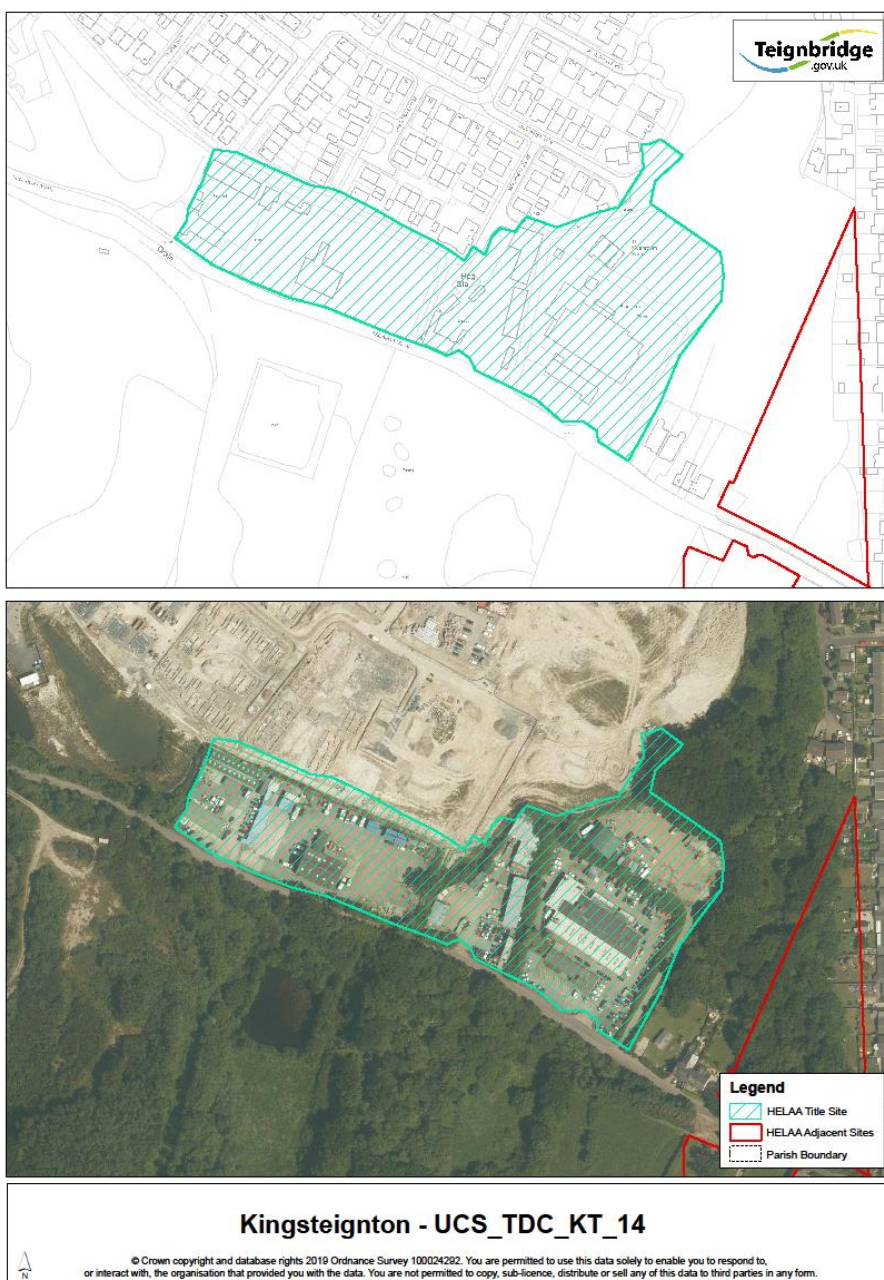 Teignbridge
.gov.uk
Drain
Legend
HELAA Title Site
HELAA Adjacent Sites
Parish Boundary
Kingsteignton - UCS_TDC_KT_14
N
© Crown copyright and database rights 2019 Ordnance Survey 100024292. You are permitted to use this data solely to enable you to respond to,
or interact with, the organisation that provided you with the data. You are not permitted to copy, sub-licence, distribute or sell any of this data to third parties in any form.